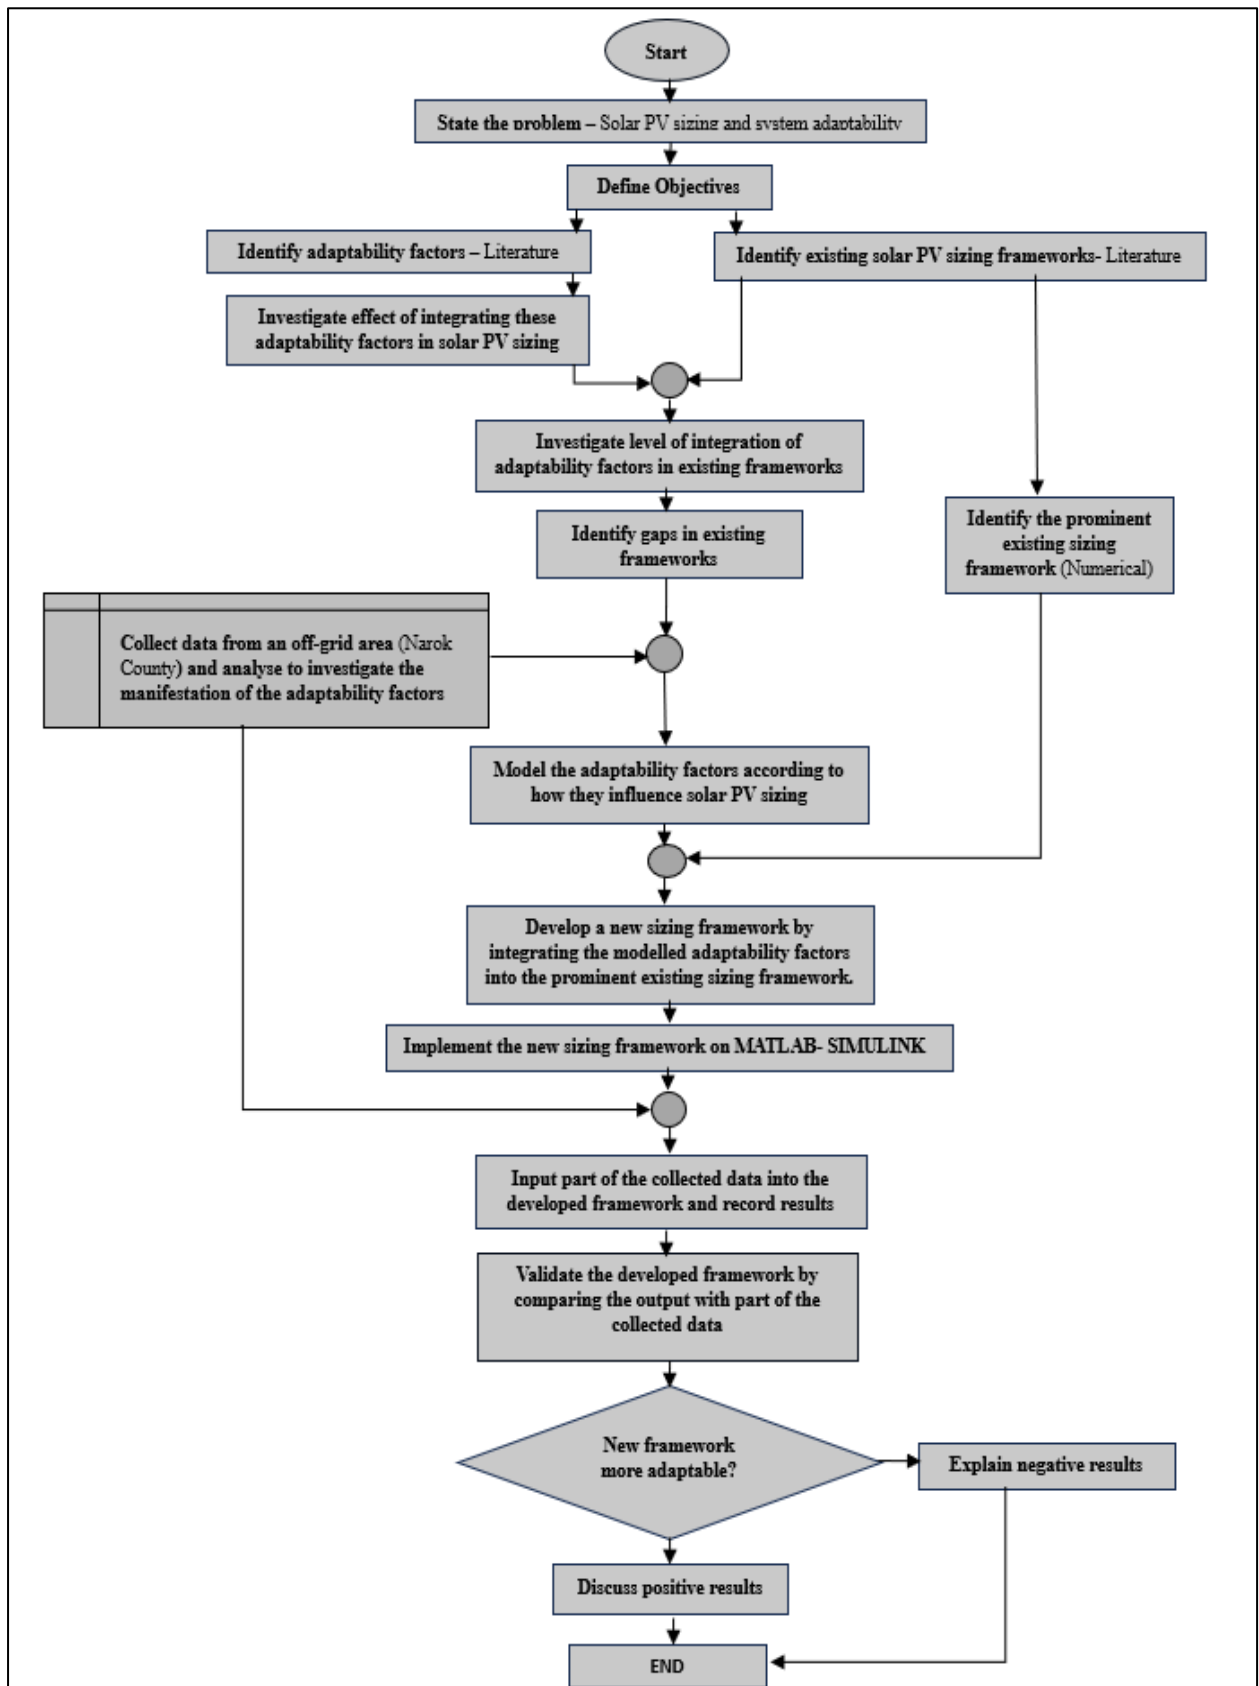 Start
State the problem – Solar PV sizing and system adaptability
Define Objectives
Identify adaptability factors – Literature
Identify existing solar PV sizing frameworks- Literature
Investigate effect of integrating these
adaptability factors in solar PV sizing
Investigate level of integration of
adaptability factors in existing frameworks
Identify gaps in existing
frameworks
Identify the prominent
existing sizing
framework (Numerical)
Collect data from an off-grid area (Narok
County) and analyse to investigate the
manifestation of the adaptability factors
Model the adaptability factors according to
how they influence solar PV sizing
Develop a new sizing framework by
integrating the modelled adaptability factors
into the prominent existing sizing framework.
Implement the new sizing framework on MATLAB- SIMULINK
Input part of the collected data into the
developed framework and record results
Validate the developed framework by
comparing the output with part of the
collected data
New framework
more adaptable?
Explain negative results
Discuss positive results
END